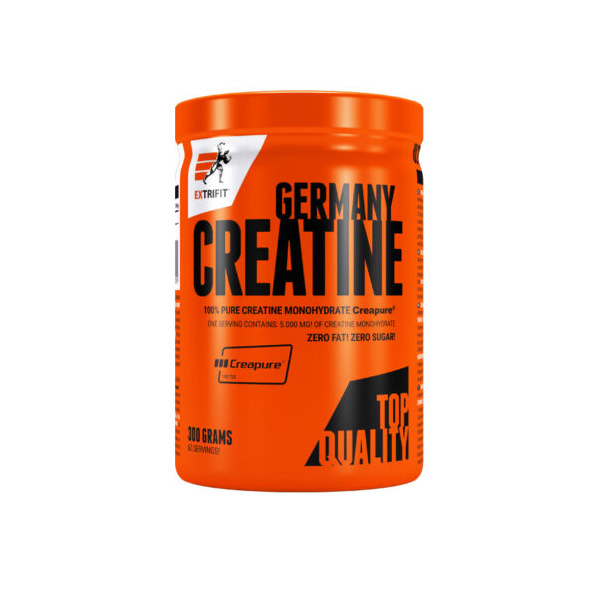 EXTRIFIT®
GERMANY
CREATINE
100% PURE CREATINE MONOHYDRATE Creapure®
ONE SERVING CONTAINS: 5.000 MG! OF CREATINE MONOHYDRATE
ZERO FAT! ZERO SUGAR!
Creapure®
TOP
QUALITY
300 GRAMS
60 SERVINGS!